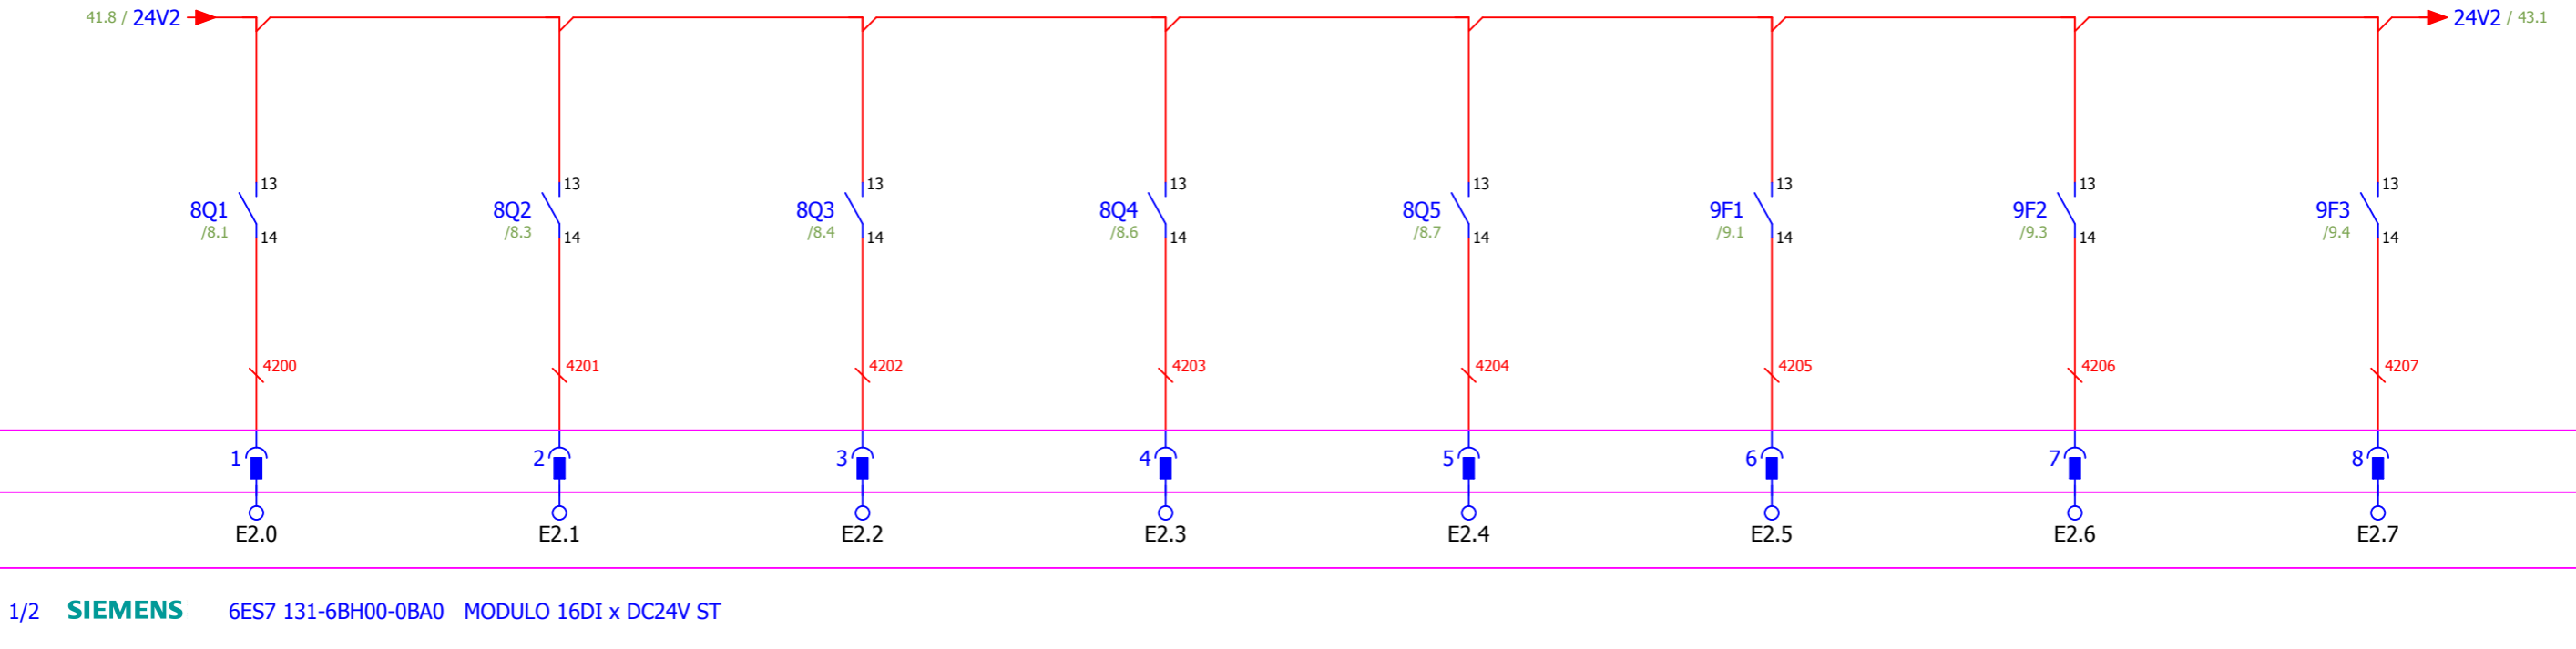 41.8 / 24V2 24V2 / 43.1
13 13 13 13 13 13 13 13
8Q1 8Q2 8Q3 8Q4 8Q5 9F1 9F2 9F3
/8.1 /8.3 /8.4 /8.6 /8.7 /9.1 /9.3 /9.4
14 14 14 14 14 14 14 14
4200 4201 4202 4203 4204 4205 4206 4207
1 2 3 4 5 6 7 8
E2.0 E2.1 E2.2 E2.3 E2.4 E2.5 E2.6 E2.7
1/2 SIEMENS 6ES7 131-6BH00-0BA0 MODULO 16DI x DC24V ST